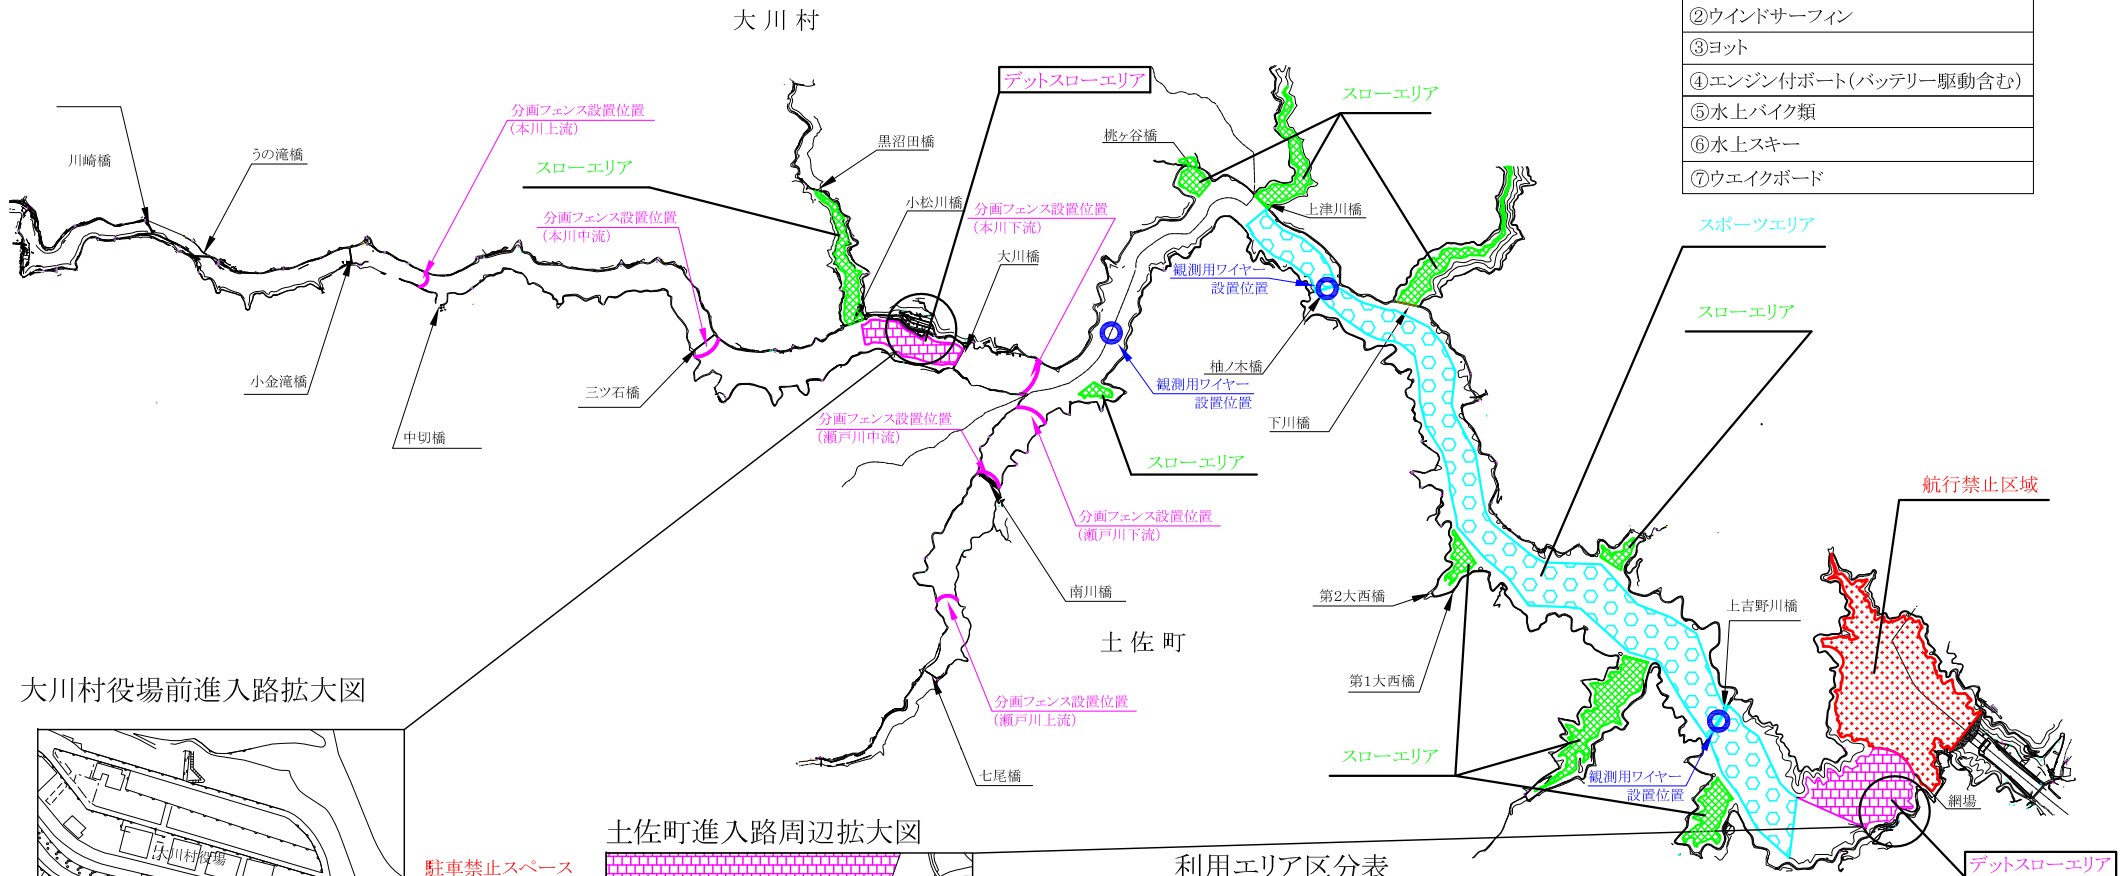 大川村
②ウインドサーフィン
③ヨット
④エンジン付ボート(バッテリー駆動含む)
⑤水上バイク類
⑥水上スキー
⑦ウエイクボード
デットスローエリア
スローエリア
分画フェンス設置位置
(本川上流)
川崎橋
うの滝橋
スローエリア
黒沼田橋
桃ヶ谷橋
小松川橋
分画フェンス設置位置
(本川中流)
分画フェンス設置位置
(本川下流)
大川橋
上津川橋
スポーツエリア
観測用ワイヤー
設置位置
スローエリア
小金滝橋
三ツ石橋
中切橋
柚ノ木橋
観測用ワイヤー
設置位置
下川橋
分画フェンス設置位置
(瀬戸川中流)
スローエリア
航行禁止区域
分画フェンス設置位置
(瀬戸川下流)
南川橋
第2大西橋
上吉野川橋
土佐町
第1大西橋
大川村役場前進入路拡大図
分画フェンス設置位置
(瀬戸川上流)
七尾橋
スローエリア
観測用ワイヤー
設置位置
網場
大川村役場
駐車禁止スペース
土佐町進入路周辺拡大図
利用エリア区分表
デットスローエリア